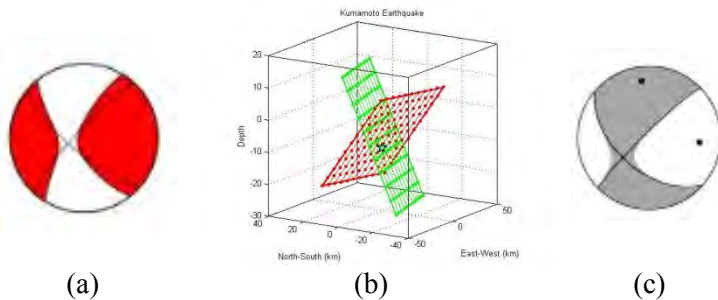 Kumamoto Earthquake
20
10
0
-10
-20
-30
Depth
40
20
0
-20
-40
North-South (km)
-50
0
50
East-West (km)
(a)
(b)
(c)